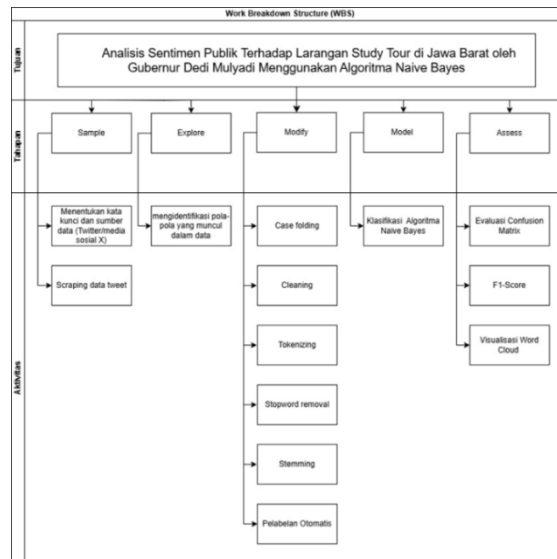 Work Breakdown Structure (WBS)
Tujuan
Analisis Sentimen Publik Terhadap Larangan Study Tour di Jawa Barat oleh
Gubernur Dedi Mulyadi Menggunakan Algoritma Naive Bayes
Tahapan
Sample
Explore
Modify
Model
Assess
Aktivitas
Menentukan kata
kunci dan sumber
data (Twitter/media
sosial X)
Scraping data tweet
mengidentifikasi pola-
pola yang muncul
dalam data
Case folding
Cleaning
Tokenizing
Stopword removal
Stemming
Pelabelan Otomatis
Klasifikasi Algoritma
Naive Bayes
Evaluasi Confusion
Matrix
F1-Score
Visualisasi Word
Cloud